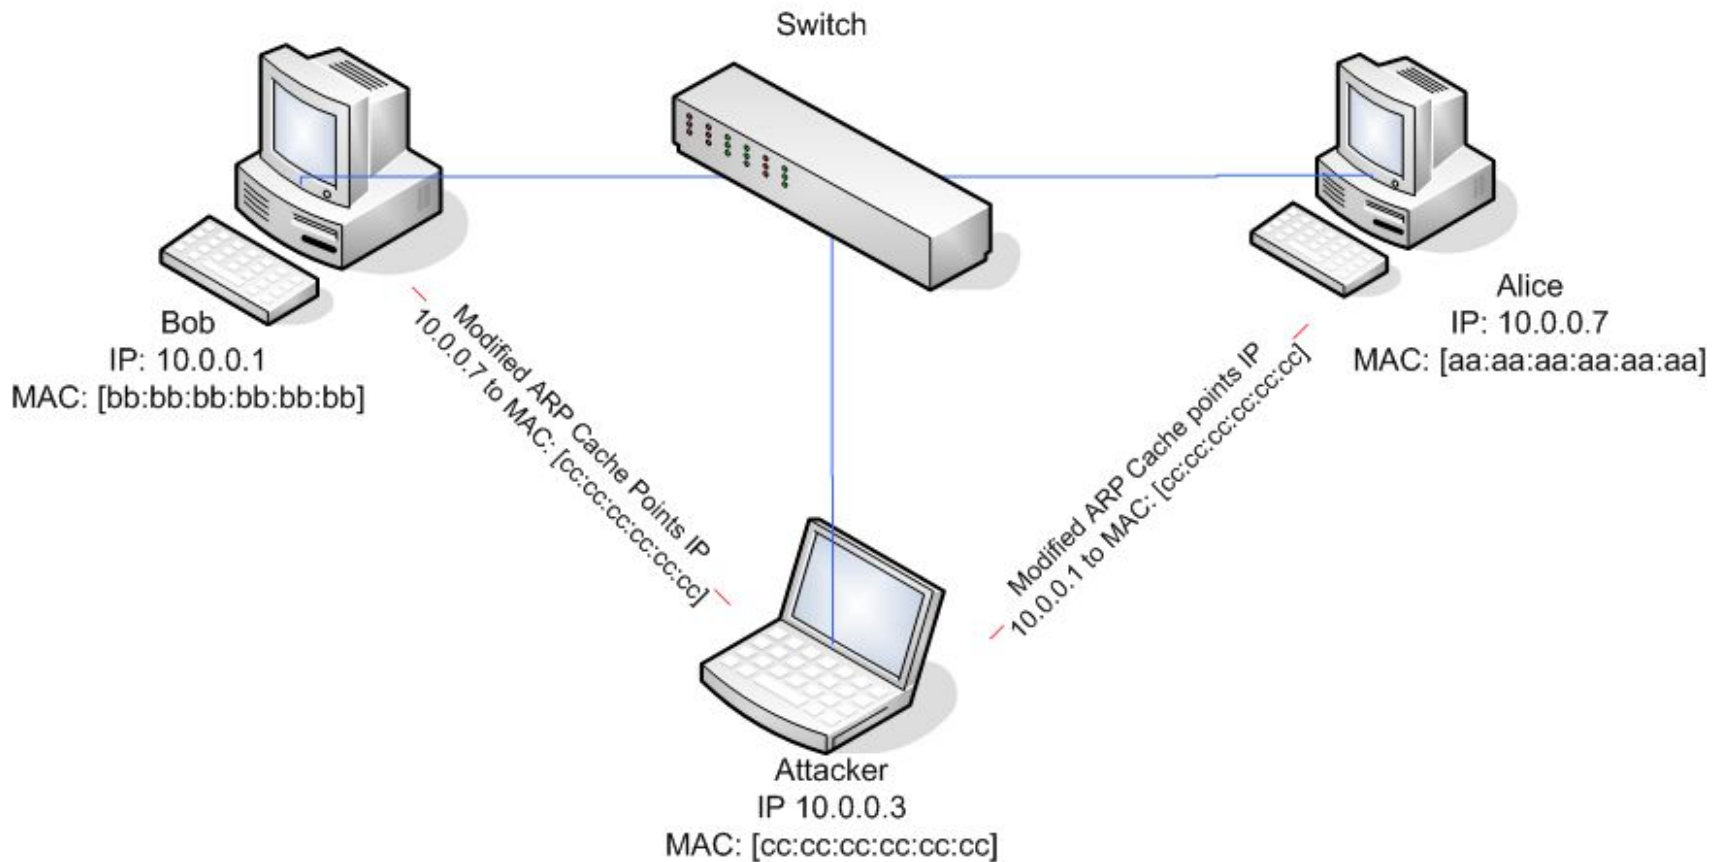 Switch
Bob
IP: 10.0.0.1
MAC: [bb:bb:bb:bb:bb:bb]
Alice
IP: 10.0.0.7
MAC: [aa:aa:aa:aa:aa:aa]
Modified ARP Cache Points IP
10.0.0.7 to MAC: [cc:cc:cc:cc:cc:cc]
Modified ARP Cache points IP
10.0.0.1 to MAC: [cc:cc:cc:cc:cc:cc]
Attacker
IP 10.0.0.3
MAC: [cc:cc:cc:cc:cc:cc]